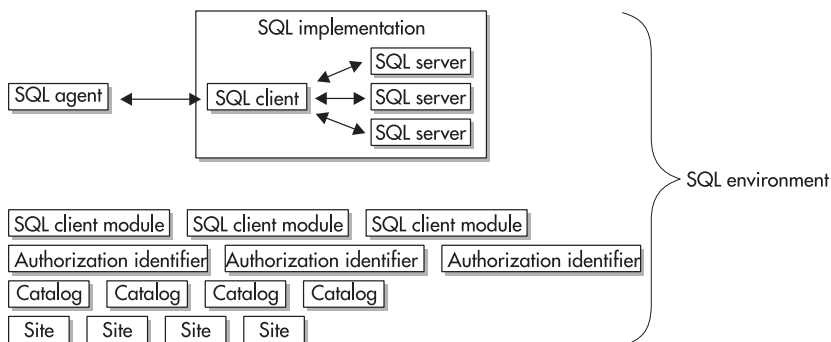 SQL implementation
SQL server
SQL agent
SQL client
SQL server
SQL server
SQL environment
SQL client module SQL client module SQL client module
Authorization identifier Authorization identifier Authorization identifier
Catalog Catalog Catalog Catalog
Site Site Site Site